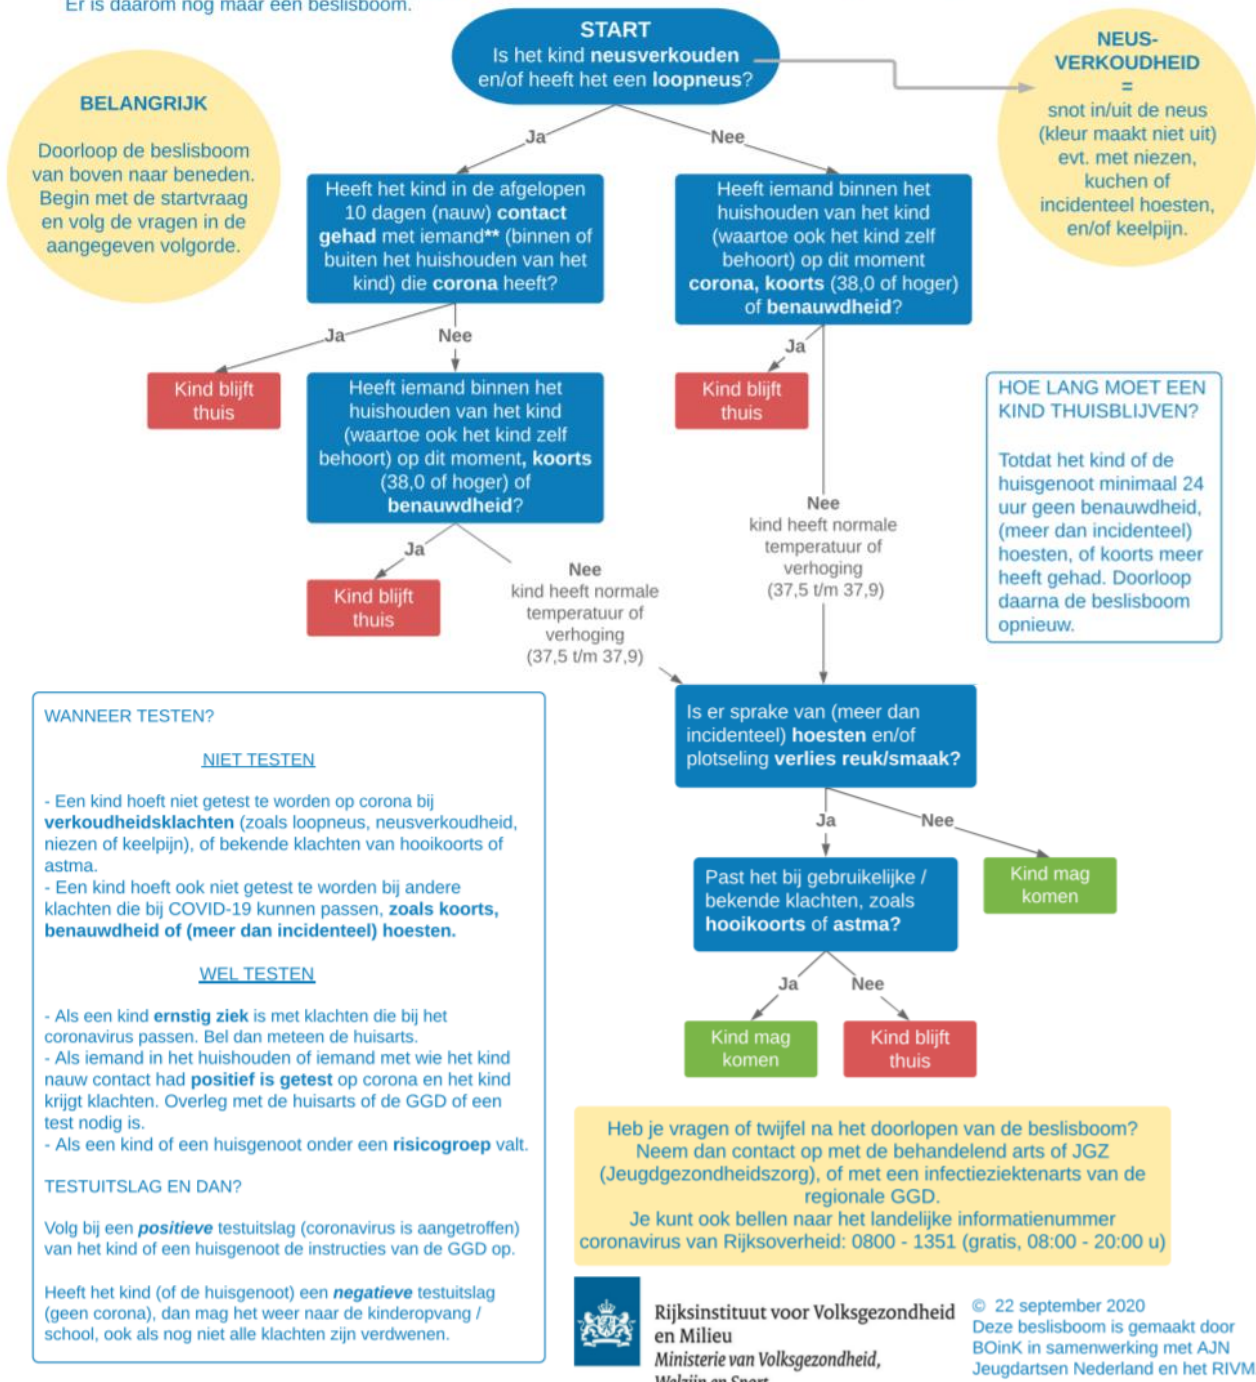 Er is daarom nog maar een beslisboom.
START
Is het kind neusverkouden
en/of heeft het een loopneus?
NEUS-
VERKOUDHEID
=
snot in/uit de neus
(kleur maakt niet uit)
evt. met niezen,
kuchen of
incidenteel hoesten,
en/of keelpijn.
BELANGRIJK
Doorloop de beslisboom
van boven naar beneden.
Begin met de startvraag
en volg de vragen in de
aangegeven volgorde.
Ja
Nee
Heeft het kind in de afgelopen
10 dagen (nauw) contact
gehad met iemand** (binnen of
buiten het huishouden van het
kind) die corona heeft?
Heeft iemand binnen het
huishouden van het kind
(waartoe ook het kind zelf
behoort) op dit moment
corona, koorts (38,0 of hoger)
of benauwdheid?
Ja
Nee
Ja
Kind blijft
thuis
Heeft iemand binnen het
huishouden van het kind
(waartoe ook het kind zelf
behoort) op dit moment, koorts
(38,0 of hoger) of
benauwdheid?
Kind blijft
thuis
HOE LANG MOET EEN
KIND THUISBLIJVEN?
Totdat het kind of de
huisgenoot minimaal 24
uur geen benauwdheid,
(meer dan incidenteel)
hoesten, of koorts meer
heeft gehad. Doorloop
daarna de beslisboom
opnieuw.
Ja
Kind blijft
thuis
Nee
kind heeft normale
temperatuur of
verhoging
(37,5 t/m 37,9)
Nee
kind heeft normale
temperatuur of
verhoging
(37,5 t/m 37,9)
Is er sprake van (meer dan
incidenteel) hoesten en/of
plotseling verlies reuk/smaak?
Ja
Nee
Past het bij gebruikelijke /
bekende klachten, zoals
hooikoorts of astma?
Kind mag
komen
Ja
Nee
Kind mag
komen
Kind blijft
thuis
WANNEER TESTEN?
NIET TESTEN
- Een kind hoeft niet getest te worden op corona bij
verkoudheidsklachten (zoals loopneus, neusverkoudheid,
niezen of keelpijn), of bekende klachten van hooikoorts of
astma.
- Een kind hoeft ook niet getest te worden bij andere
klachten die bij COVID-19 kunnen passen, zoals koorts,
benauwdheid of (meer dan incidenteel) hoesten.
WEL TESTEN
- Als een kind ernstig ziek is met klachten die bij het
coronavirus passen. Bel dan meteen de huisarts.
- Als iemand in het huishouden of iemand met wie het kind
nauw contact had positief is getest op corona en het kind
krijgt klachten. Overleg met de huisarts of de GGD of een
test nodig is.
- Als een kind of een huisgenoot onder een risicogroep valt.
TESTUITSLAG EN DAN?
Volg bij een positieve testuitslag (coronavirus is aangetroffen)
van het kind of een huisgenoot de instructies van de GGD op.
Heeft het kind (of de huisgenoot) een negatieve testuitslag
(geen corona), dan mag het weer naar de kinderopvang /
school, ook als nog niet alle klachten zijn verdwenen.
Heb je vragen of twijfel na het doorlopen van de beslisboom?
Neem dan contact op met de behandelend arts of JGZ
(Jeugdgezondheidszorg), of met een infectieziektenarts van de
regionale GGD.
Je kunt ook bellen naar het landelijke informatienummer
coronavirus van Rijksoverheid: 0800 - 1351 (gratis, 08:00 - 20:00 u)
Rijksinstituut voor Volksgezondheid
en Milieu
Ministerie van Volksgezondheid,
Welzijn en Sport
© 22 september 2020
Deze beslisboom is gemaakt door
BOinK in samenwerking met AJN
Jeugdartsen Nederland en het RIVM